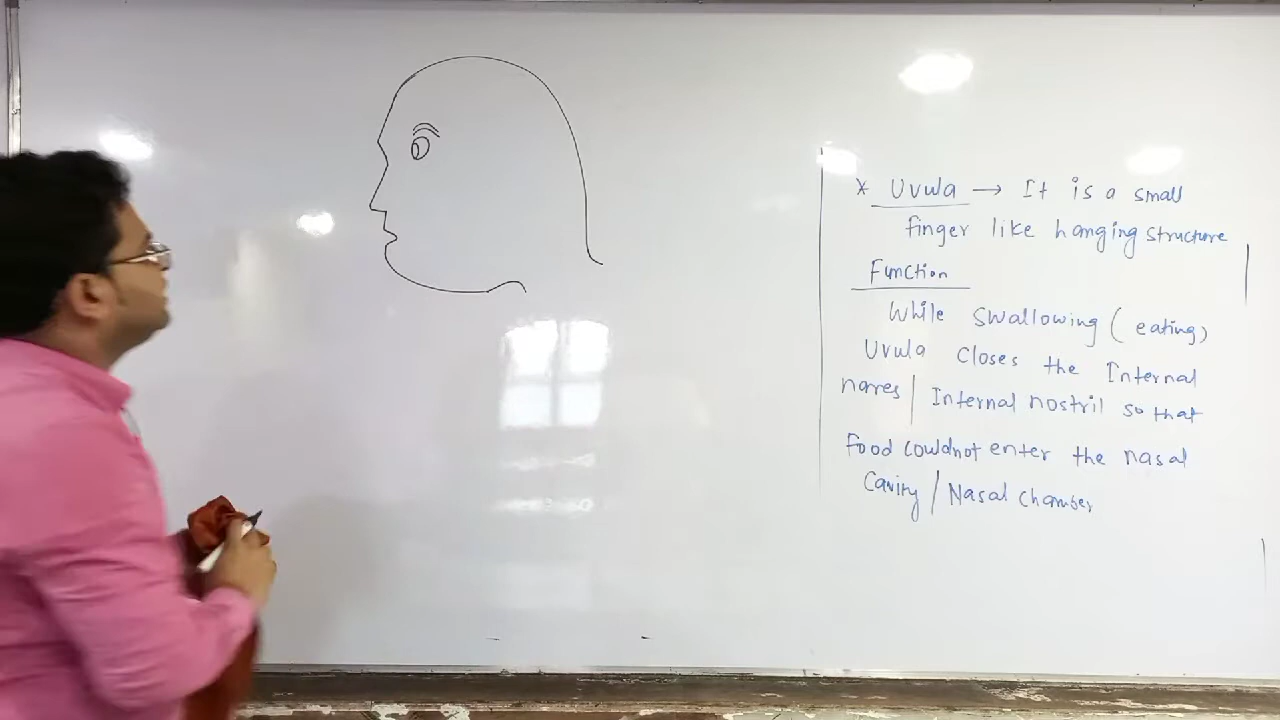 * Uvula → It is a small
finger like hanging structure
Function
While swallowing ( eating)
Uvula closes the Internal
nares / Internal nostril so that
Food couldnot enter the nasal
Cavity / Nasal chamber